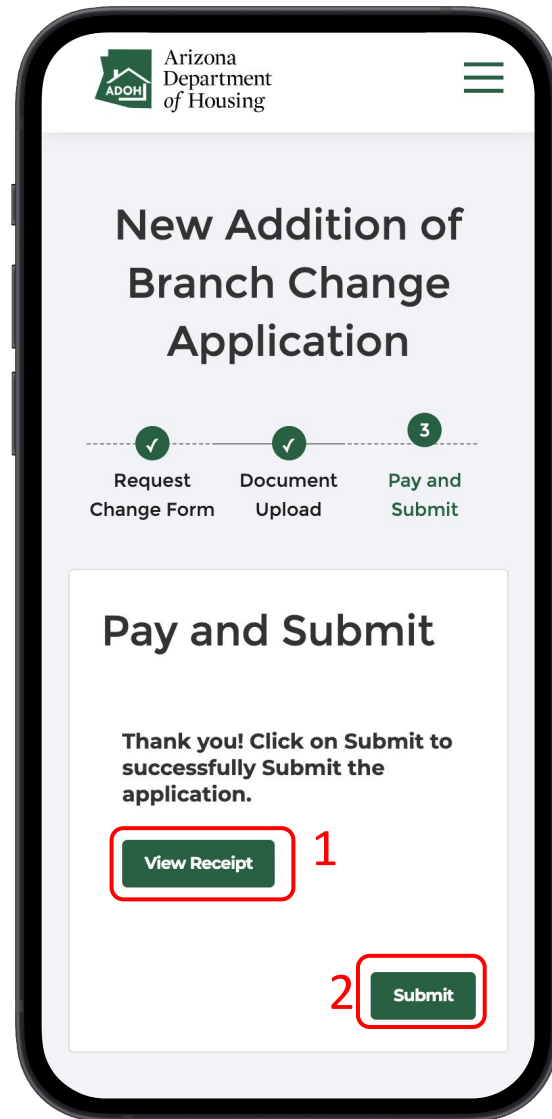 ADOH
Arizona
Department
of Housing
New Addition of
Branch Change
Application
✓
✓
3
Request
Change Form
Document
Upload
Pay and
Submit
Pay and Submit
Thank you! Click on Submit to
successfully Submit the
application.
View Receipt
1
2
Submit